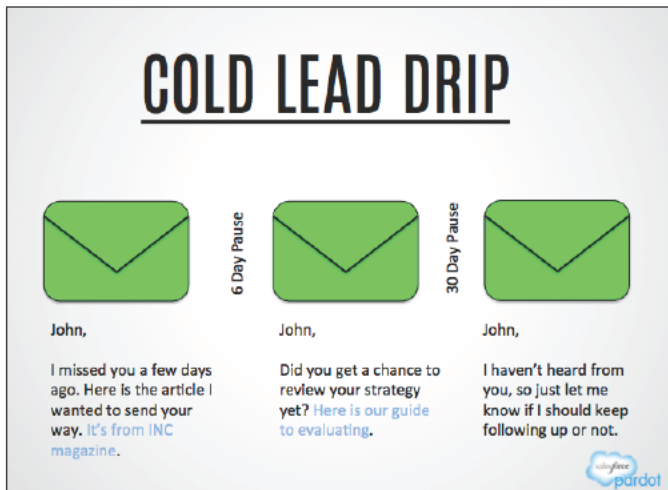 COLD LEAD DRIP
6 Day Pause
30 Day Pause
John,
I missed you a few days
ago. Here is the article I
wanted to send your
way. It's from INC
magazine.
John,
Did you get a chance to
review your strategy
yet? Here is our guide
to evaluating.
John,
I haven't heard from
you, so just let me
know if I should keep
following up or not.
salesforce
pardot